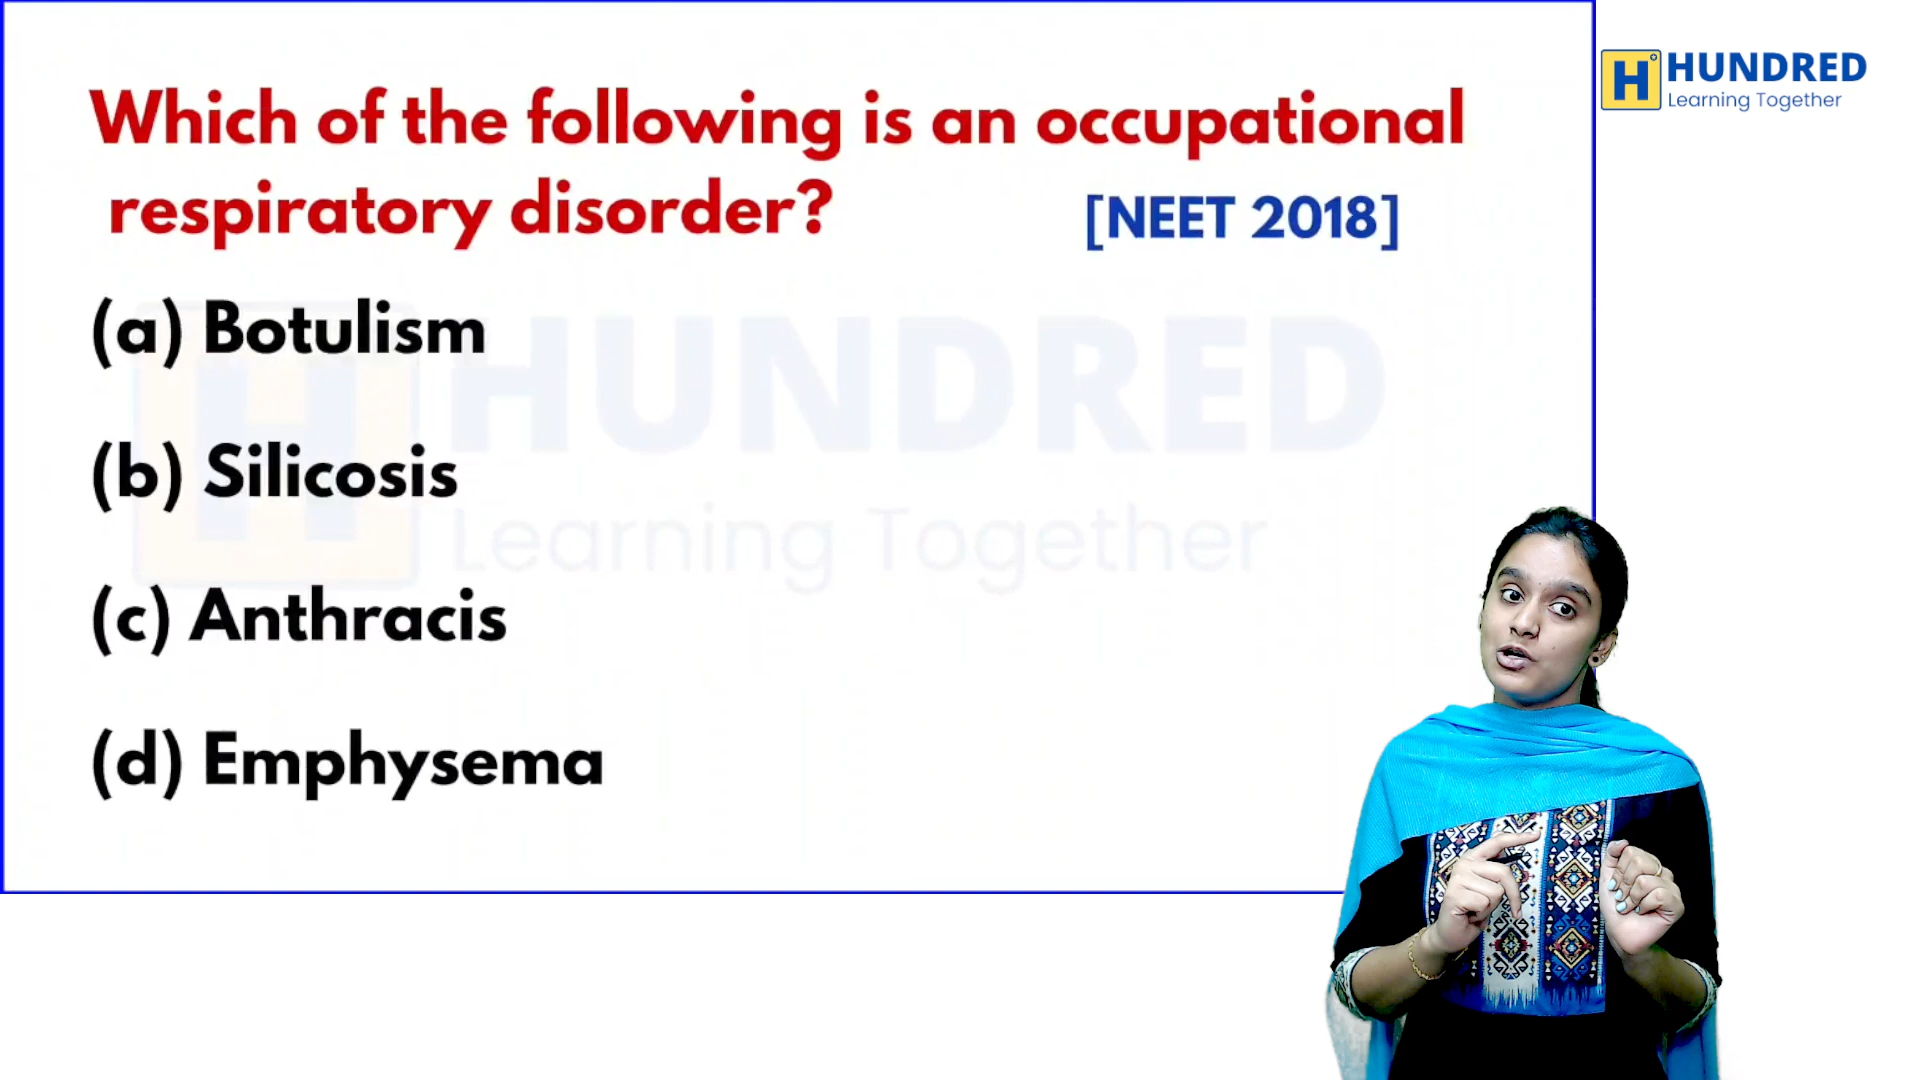 HUNDRED
Learning Together
Which of the following is an occupational
respiratory disorder? [NEET 2018]
(a) Botulism
(b) Silicosis
(c) Anthracis
(d) Emphysema
H HUNDRED
Learning Together